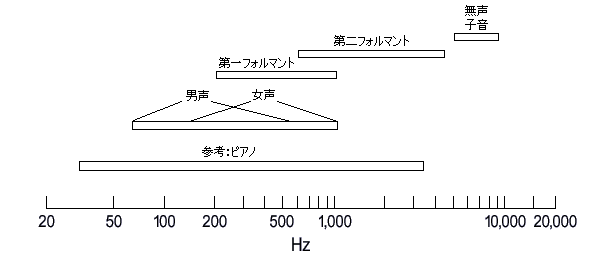 無声
子音
第二フォルマント
第一フォルマント
男声 女声
参考:ピアノ
20 50 100 200 500 1,000 10,000 20,000
Hz